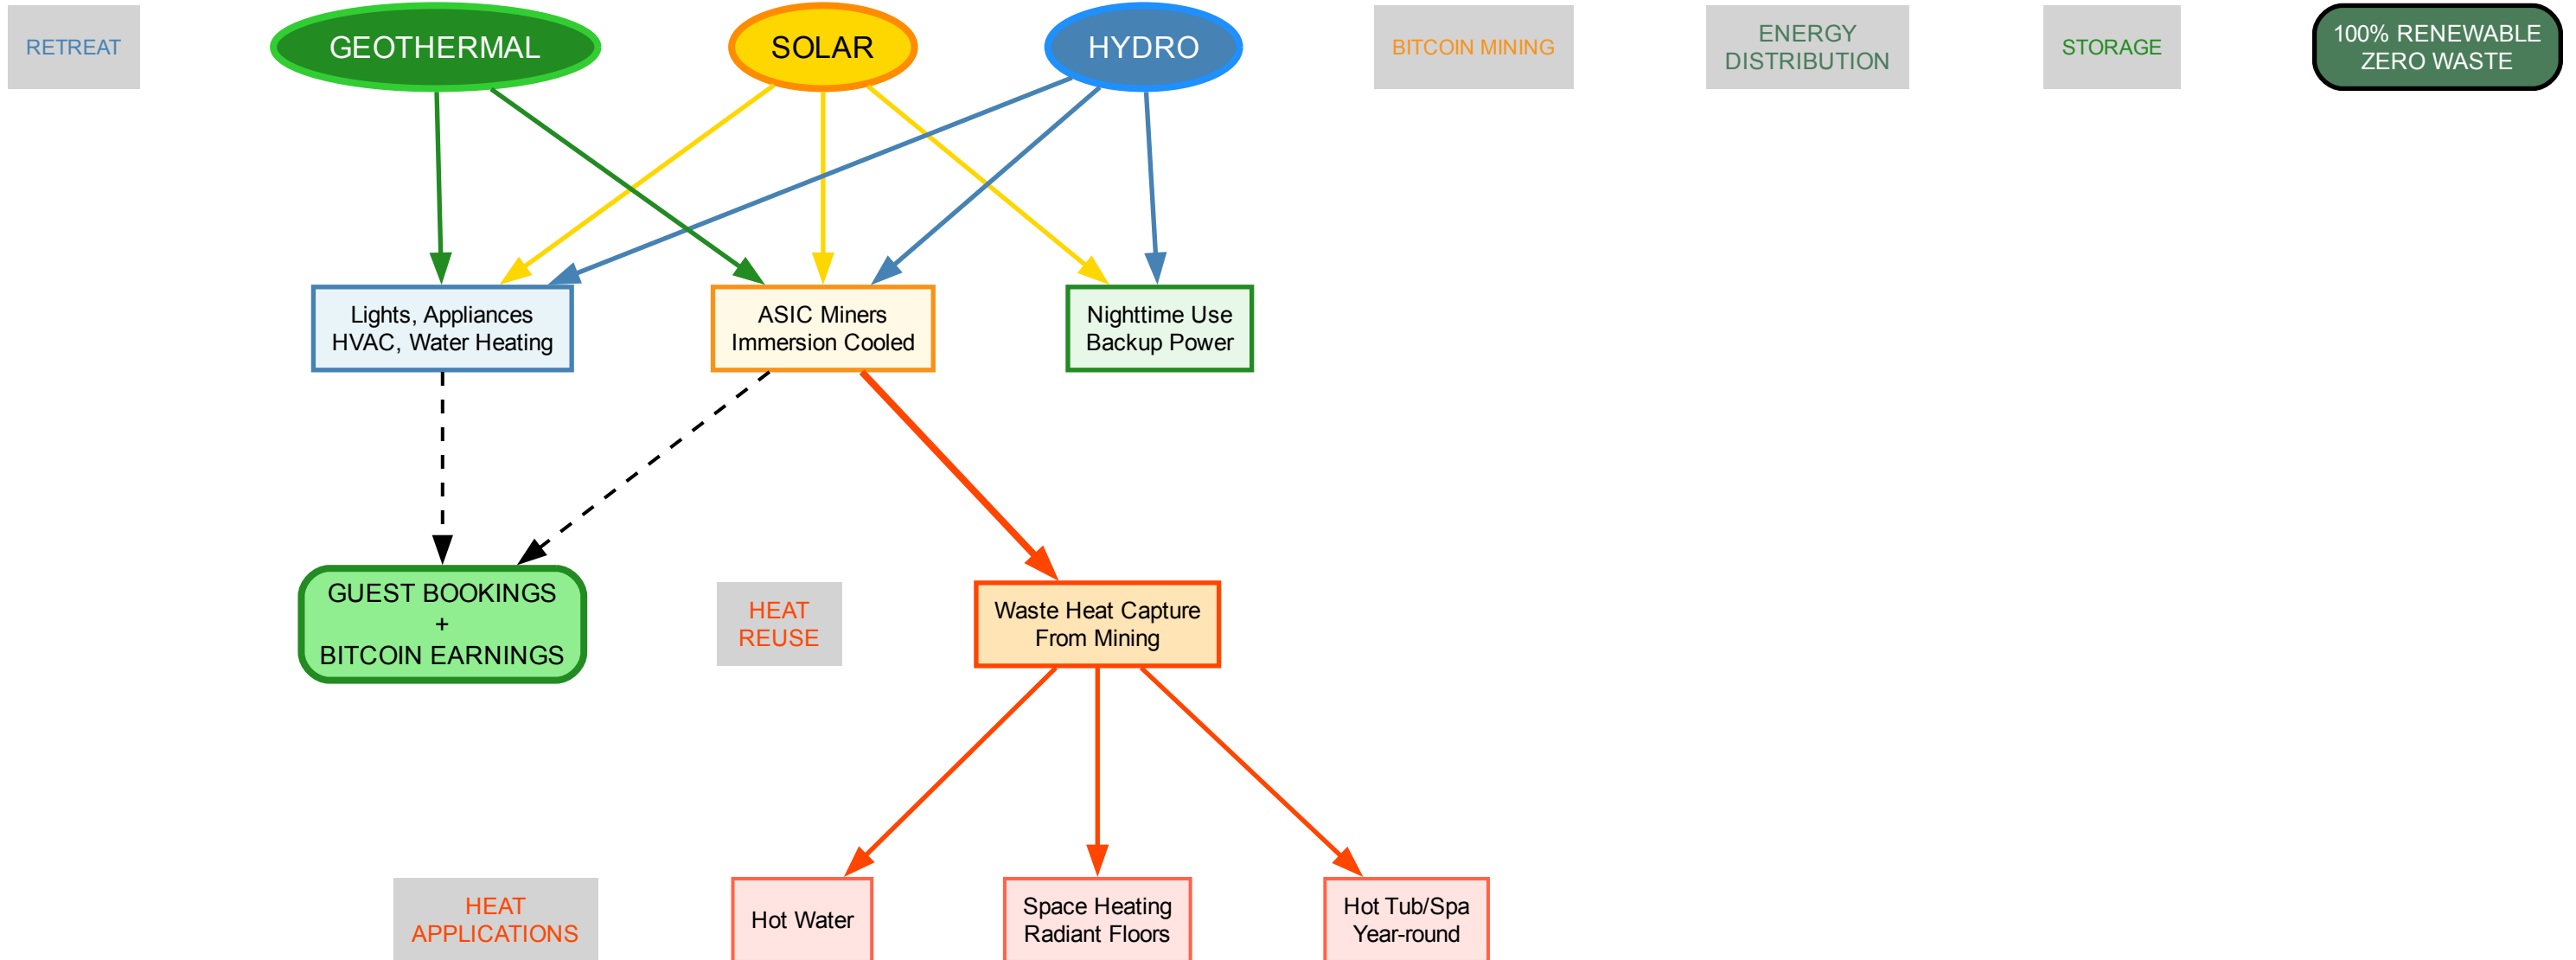 RETREAT
GEOTHERMAL
SOLAR
HYDRO
BITCOIN MINING
ENERGY
DISTRIBUTION
STORAGE
100% RENEWABLE
ZERO WASTE
Lights, Appliances
HVAC, Water Heating
ASIC Miners
Immersion Cooled
Nighttime Use
Backup Power
GUEST BOOKINGS
+
BITCOIN EARNINGS
HEAT
REUSE
Waste Heat Capture
From Mining
HEAT
APPLICATIONS
Hot Water
Space Heating
Radiant Floors
Hot Tub/Spa
Year-round